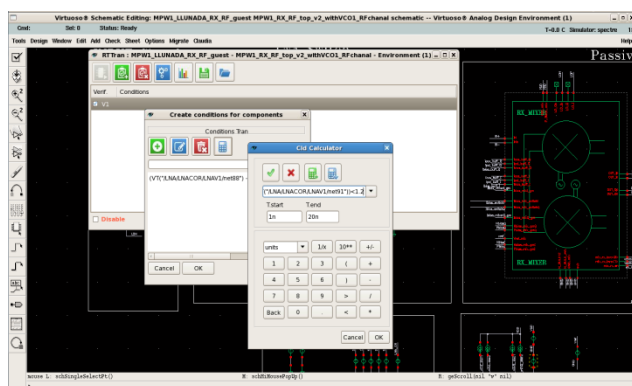 Virtuoso® Schematic Editing: MPW1_LLUNADA_RX_RF_guest MPW1_RX_RF_top_v2_withVCO1_RFchanal schematic -- Virtuoso® Analog Design Environment (1)
Cmd: Sel: 0 Status: Ready T=0.0 C Simulator: spectre
Tools Design Window Edit Add Check Sheet Options Migrate Claudia
RTTran : MPW1_LLUNADA_RX_RF_guest - MPW1_RX_RF_top_v2_withVCO1_RFchanal - Environment (1)
Passiv
Verif. Conditions
V1
Create conditions for components
Conditions Tran
(VT("/LNA/LNACOR/LNAV1/net88") -
Disable
Cancel OK
Cld Calculator
("/LNA/LNACOR/LNAV1/net91"))<1.2
Tstart Tend
1n 20n
units 1/x 10** +/-
1 2 3 ( +
4 5 6 ) -
7 8 9 > /
Back 0 . < *
Cancel OK
RX_MIXER
RX_MIXER
mouse L: schSingleSelectPt() M: schHiMousePopUp() R: geScroll(nil "w" nil)